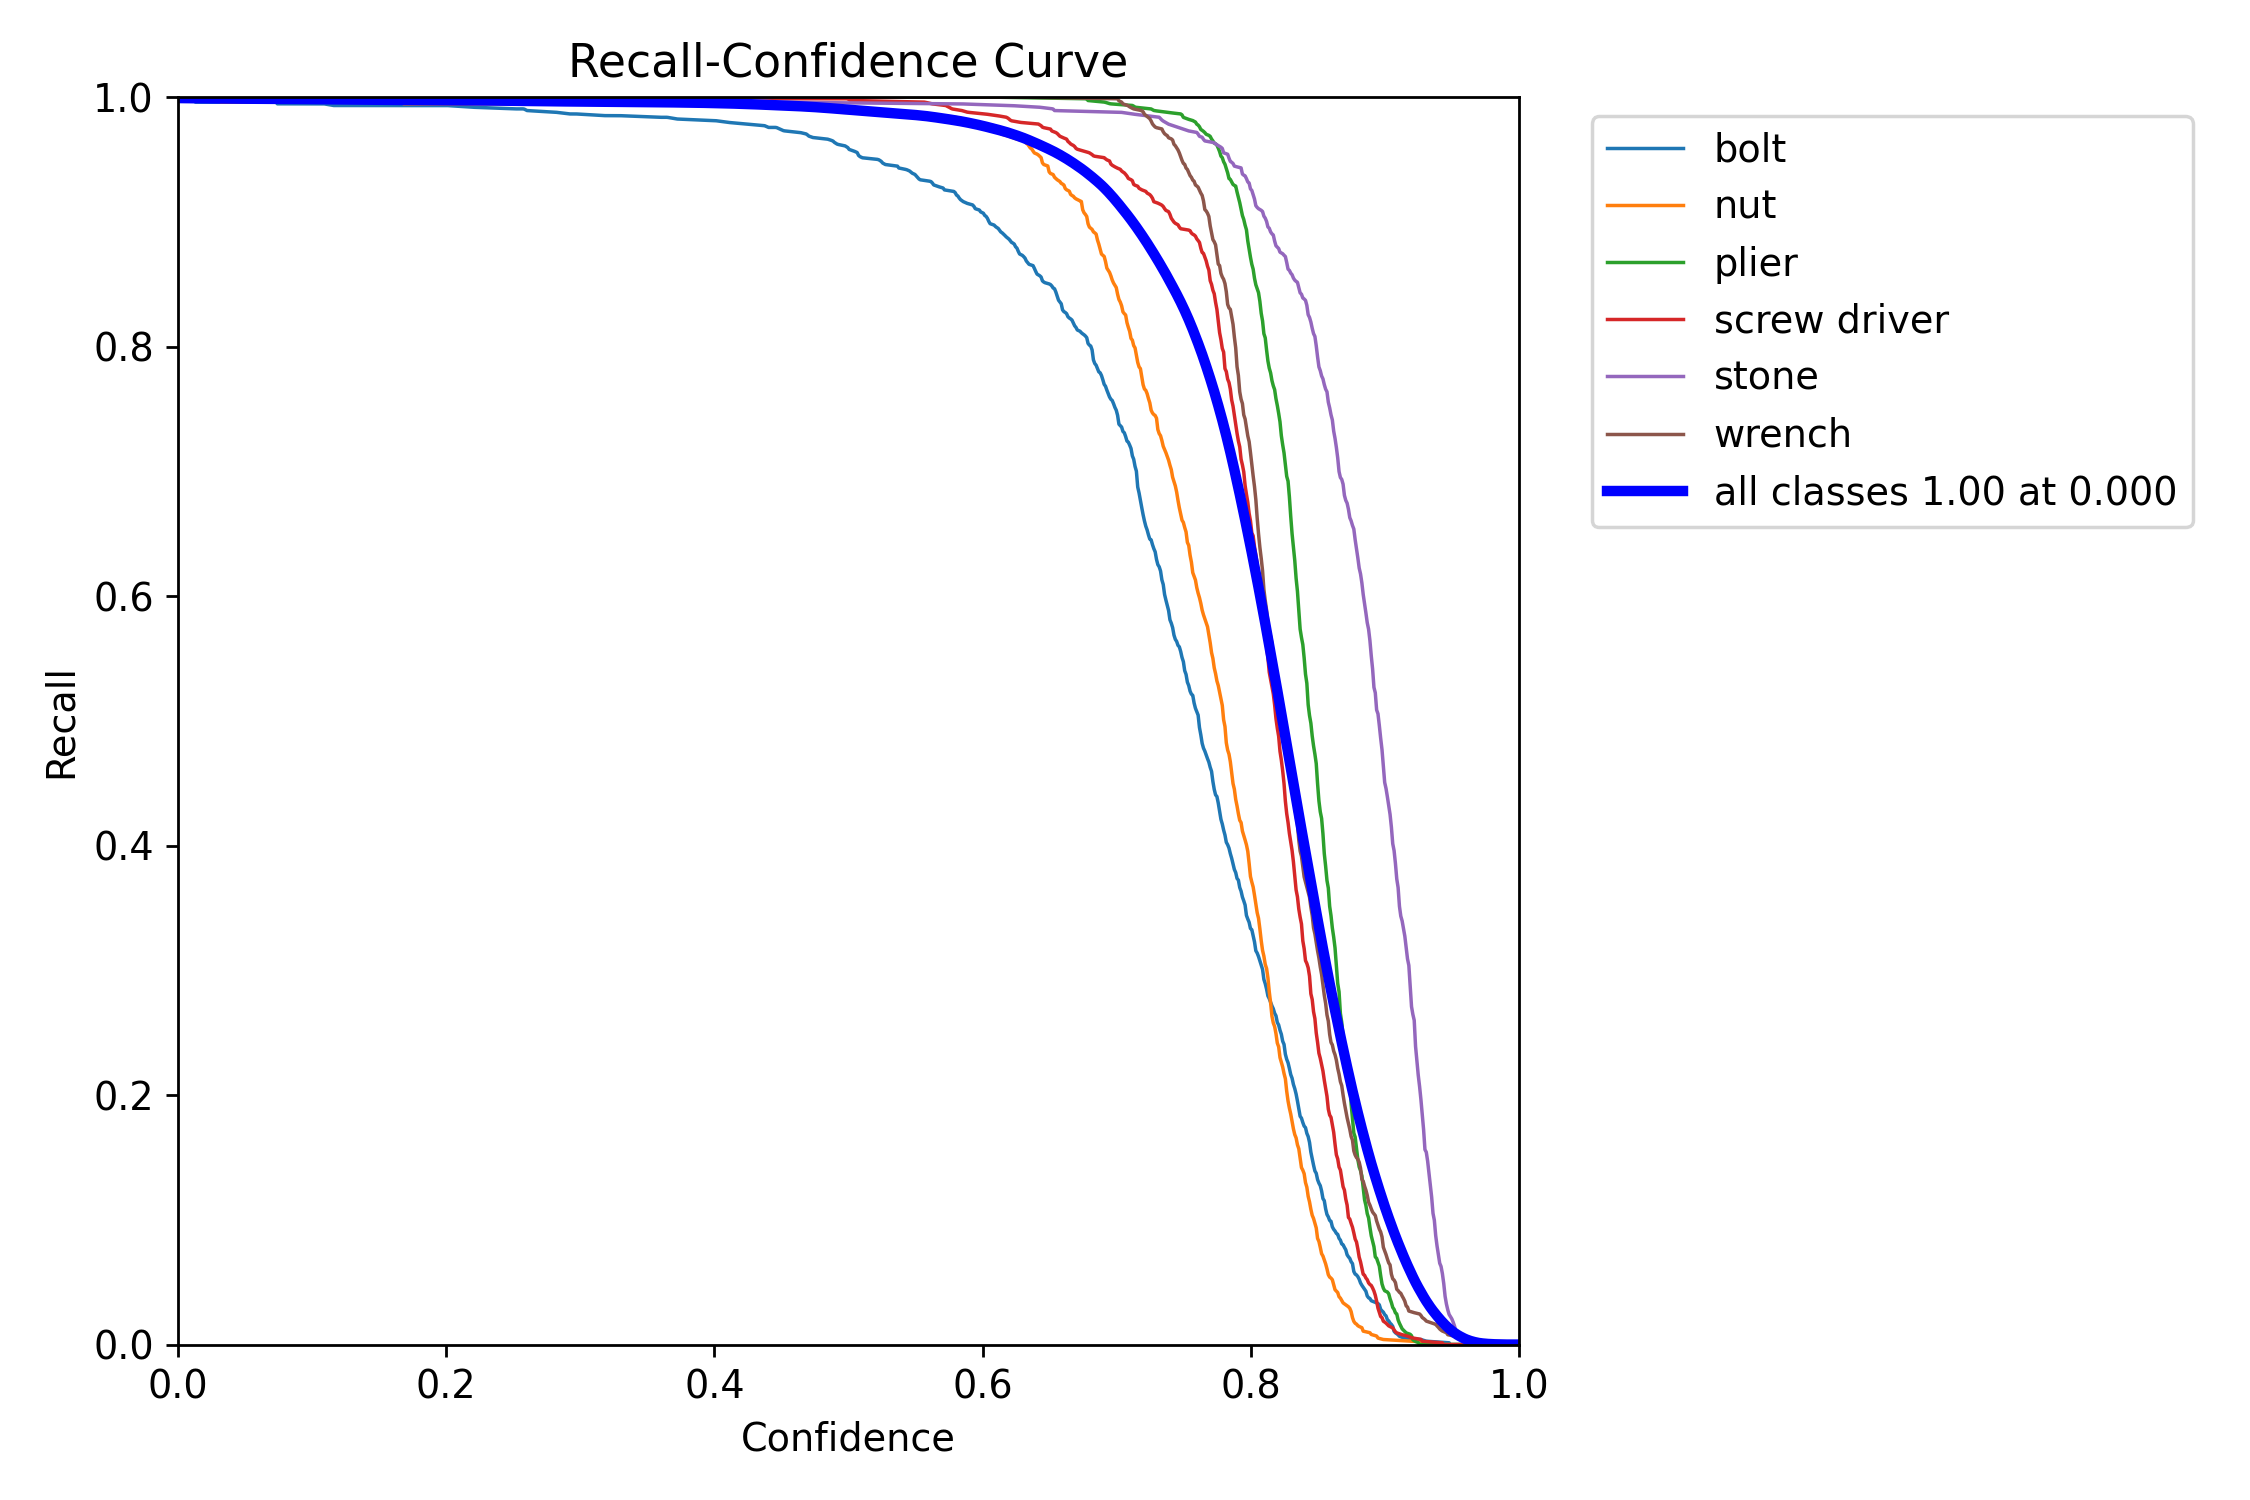 Recall-Confidence Curve
1.0
0.8
0.6
0.4
0.2
0.0
Recall
0.0 0.2 0.4 0.6 0.8 1.0
Confidence
bolt
nut
plier
screw driver
stone
wrench
all classes 1.00 at 0.000